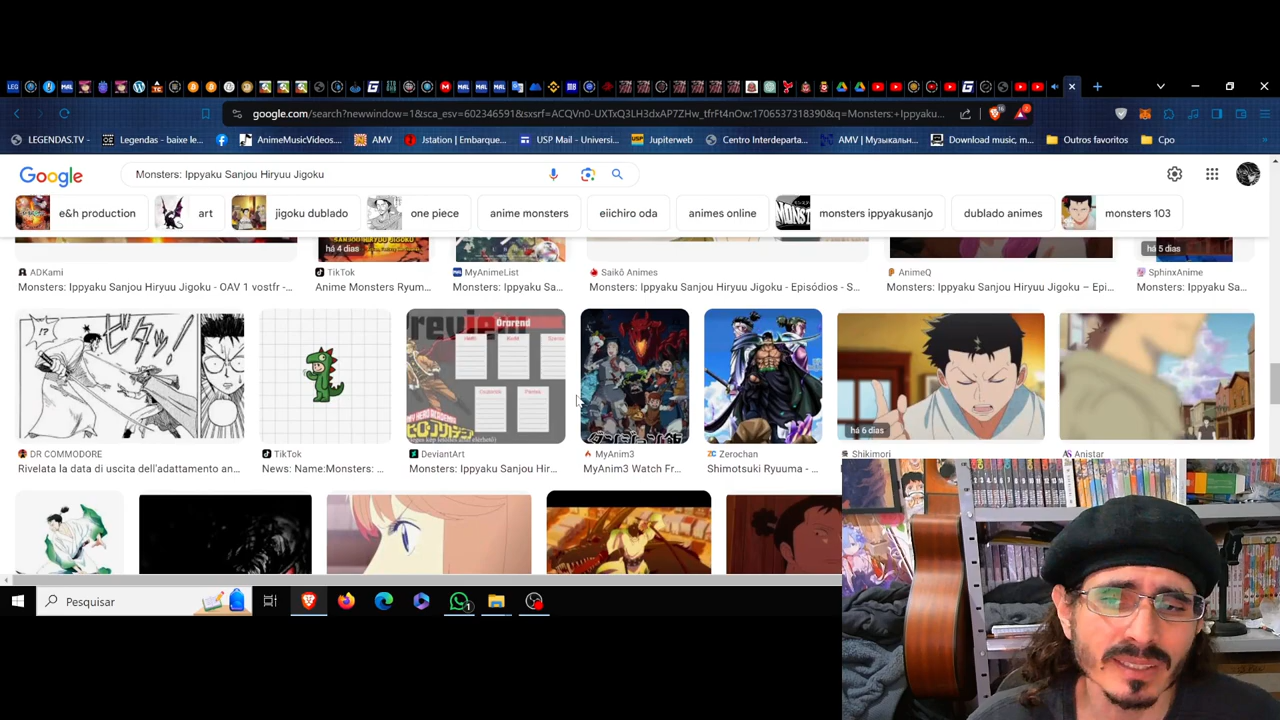 google.com/search?newwindow=1&sca_esv=602346591&sxsrf=ACQVn0-UXTxQ3LH3dxAP7ZHw_tfrFt4nOw:1706537318390&q=Monsters:+Ippyaku...
LEGENDAS.TV - Legendas - baixe le... AnimeMusicVideos... AMV Jstation | Embarque... USP Mail - Universi... Jupiterweb Centro Interdeparta... AMV | Музыкальн... Download music, m... Outros favoritos Cpo
Google Monsters: Ippyaku Sanjou Hiryuu Jigoku
e&h production art jigoku dublado one piece anime monsters eiichiro oda animes online monsters ippyakusanjo dublado animes monsters 103
há 4 dias há 5 dias
ADKami TikTok MyAnimeList Saikô Animes AnimeQ SphinxAnime
Monsters: Ippyaku Sanjou Hiryuu Jigoku - OAV 1 vostfr -... Anime Monsters Ryum... Monsters: Ippyaku Sa... Monsters: Ippyaku Sanjou Hiryuu Jigoku - Episódios - S... Monsters: Ippyaku Sanjou Hiryuu Jigoku – Epi... Monsters: Ippyaku Sa...
ビタッ!
!?
há 6 dias
DR COMMODORE TikTok DeviantArt MyAnim3 Zerochan Shikimori Anistar
Rivelata la data di uscita dell'adattamento an... News: Name:Monsters: ... Monsters: Ippyaku Sanjou Hir... MyAnim3 Watch Fr... Shimotsuki Ryuuma - ...
Pesquisar